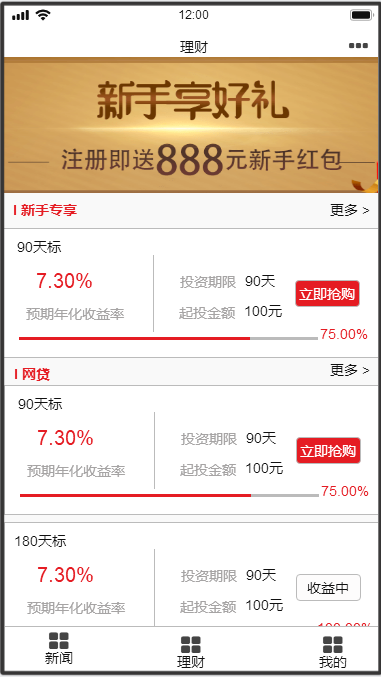 12:00
理财
新手享好礼
注册即送888元新手红包
新手专享
更多 >
90天标
7.30%
投资期限 90天
立即抢购
预期年化收益率
起投金额 100元
75.00%
网贷
更多 >
90天标
7.30%
投资期限 90天
立即抢购
预期年化收益率
起投金额 100元
75.00%
180天标
7.30%
投资期限 90天
收益中
预期年化收益率
起投金额 100元
100.00%
新闻
理财
我的